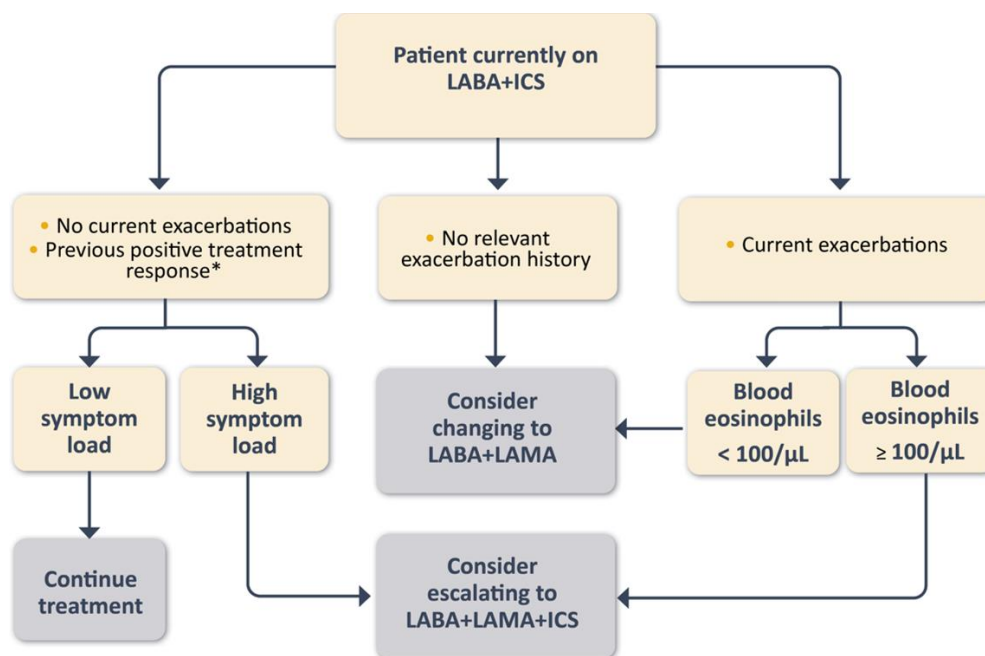 Patient currently on
LABA+ICS
• No current exacerbations
• Previous positive treatment
response*
• No relevant
exacerbation history
• Current exacerbations
Low
symptom
load
High
symptom
load
Consider
changing to
LABA+LAMA
Blood
eosinophils
< 100/μL
Blood
eosinophils
≥ 100/μL
Continue
treatment
Consider
escalating to
LABA+LAMA+ICS